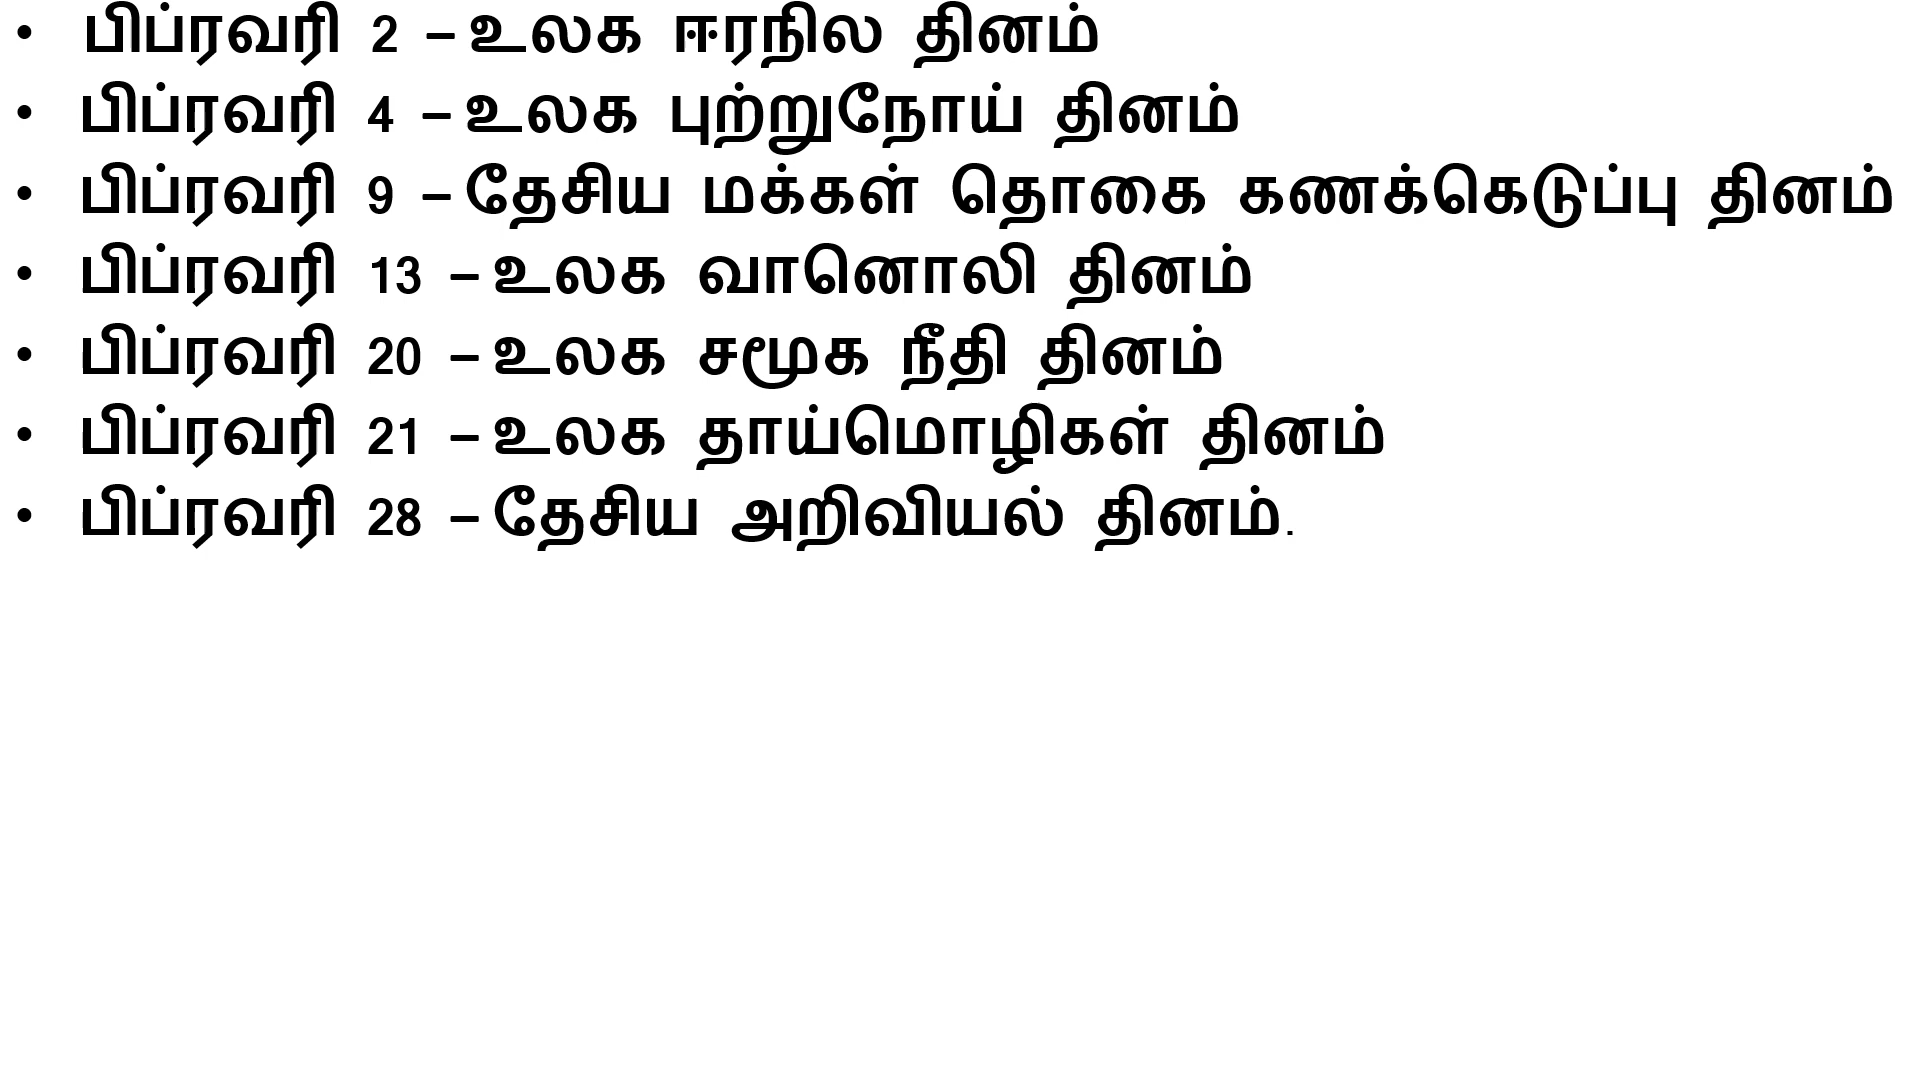 • பிப்ரவரி 2 – உலக ஈரநில தினம்
• பிப்ரவரி 4 – உலக புற்றுநோய் தினம்
• பிப்ரவரி 9 – தேசிய மக்கள் தொகை கணக்கெடுப்பு தினம்
• பிப்ரவரி 13 – உலக வானொலி தினம்
• பிப்ரவரி 20 – உலக சமூக நீதி தினம்
• பிப்ரவரி 21 – உலக தாய்மொழிகள் தினம்
• பிப்ரவரி 28 – தேசிய அறிவியல் தினம்.